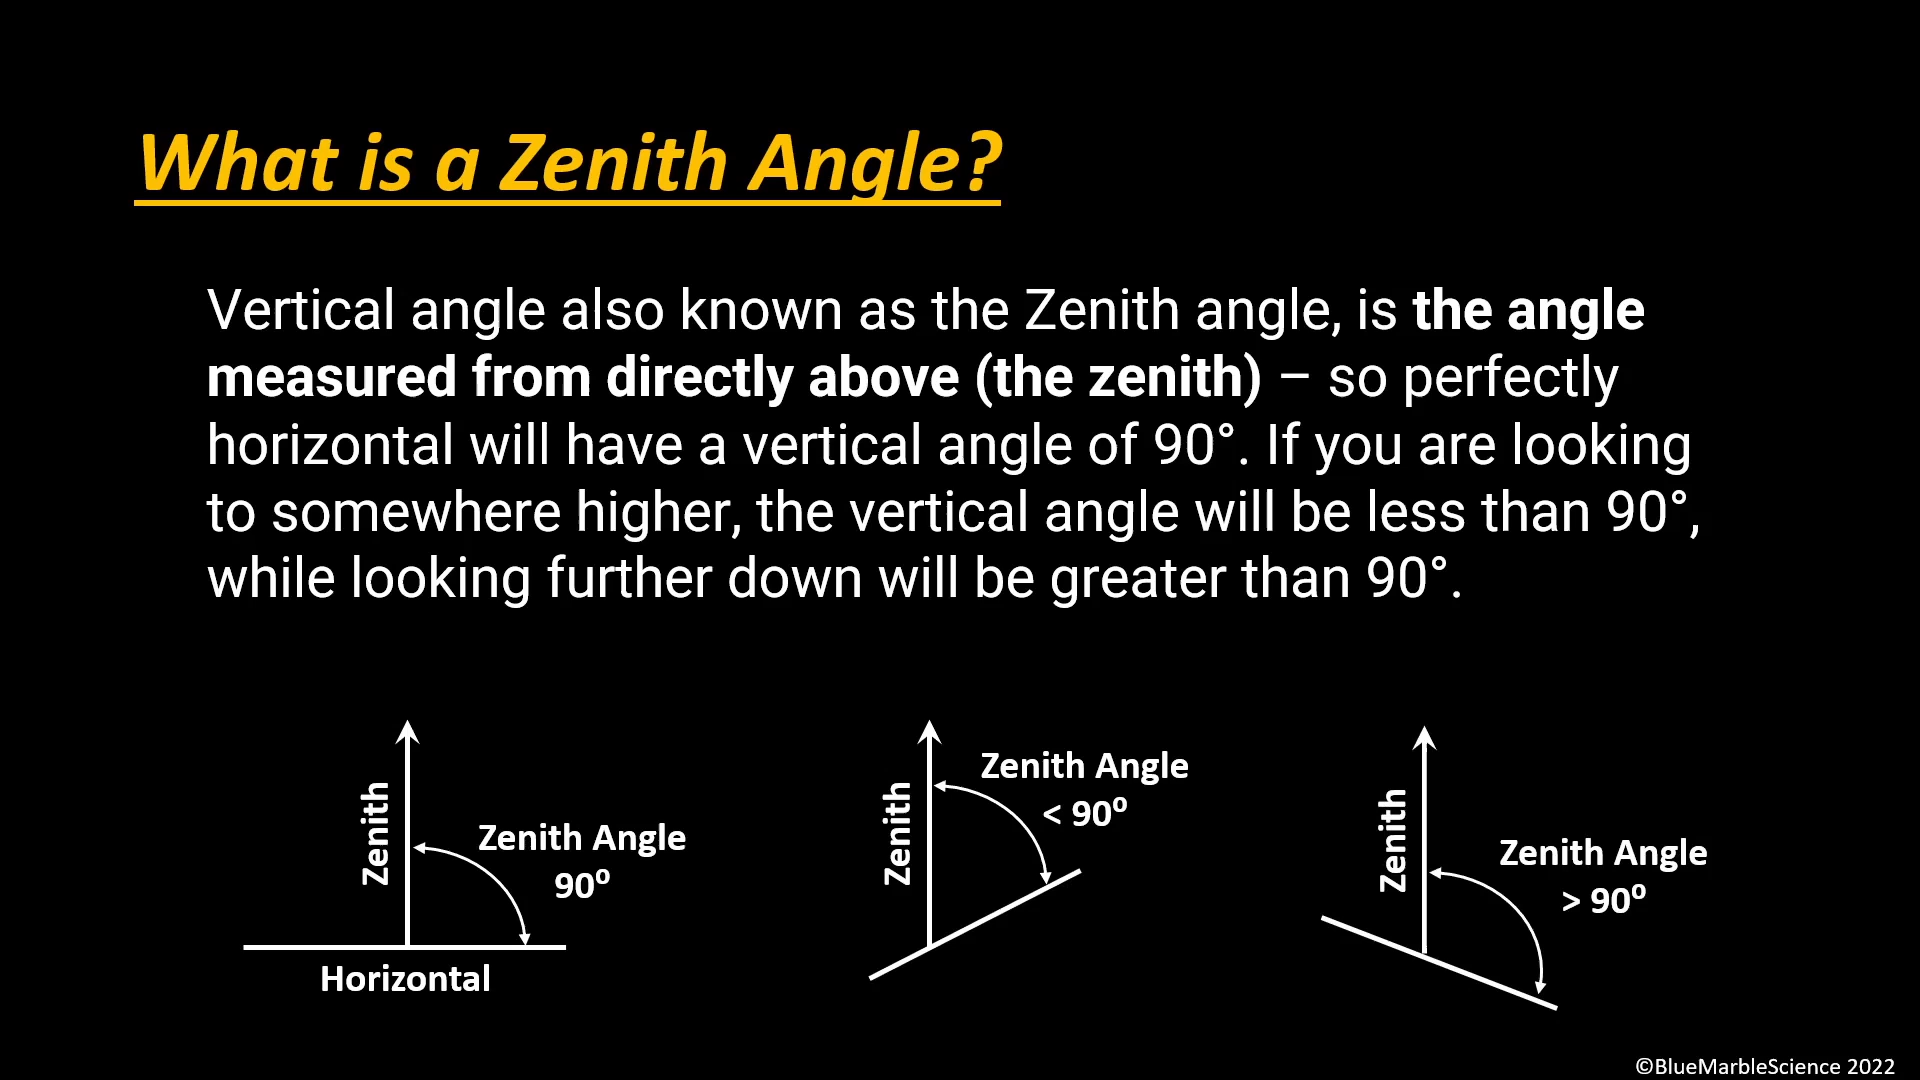 What is a Zenith Angle?
Vertical angle also known as the Zenith angle, is the angle
measured from directly above (the zenith) – so perfectly
horizontal will have a vertical angle of 90°. If you are looking
to somewhere higher, the vertical angle will be less than 90°,
while looking further down will be greater than 90°.
Zenith
Zenith Angle
90⁰
Horizontal
Zenith
Zenith Angle
< 90⁰
Zenith
Zenith Angle
> 90⁰
©BlueMarbleScience 2022